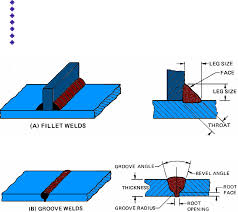 LEG SIZE
FACE
LEG
SIZE
THROAT
(A) FILLET WELDS
GROOVE ANGLE
BEVEL ANGLE
THICKNESS
ROOT
FACE
GROOVE RADIUS
ROOT
OPENING
(B) GROOVE WELDS